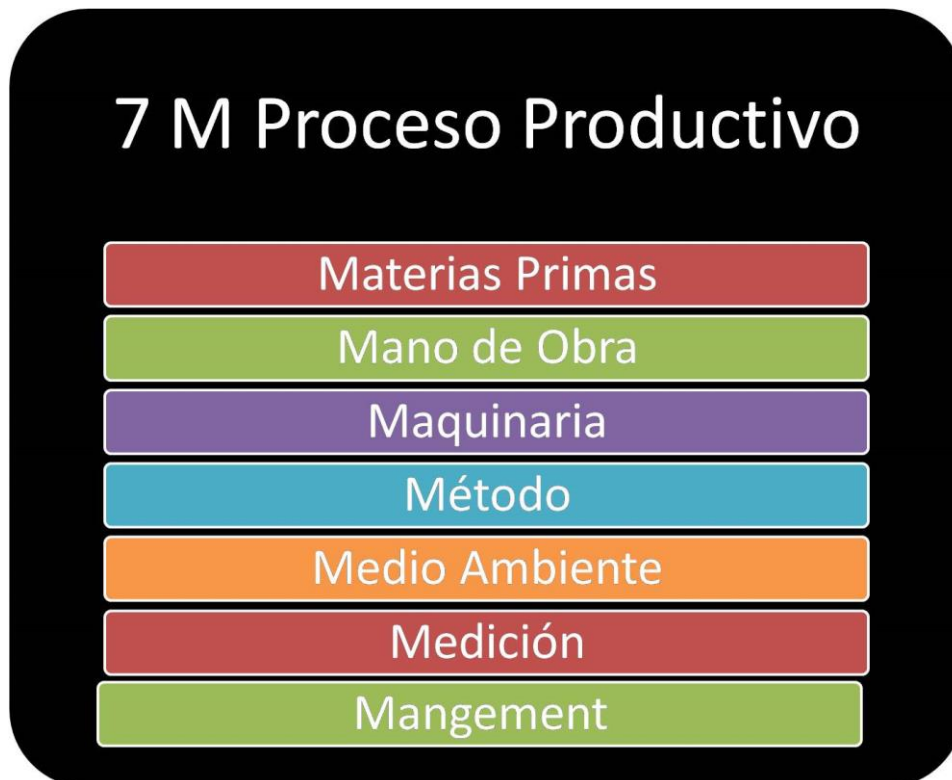 7 M Proceso Productivo
Materias Primas
Mano de Obra
Maquinaria
Método
Medio Ambiente
Medición
Mangement